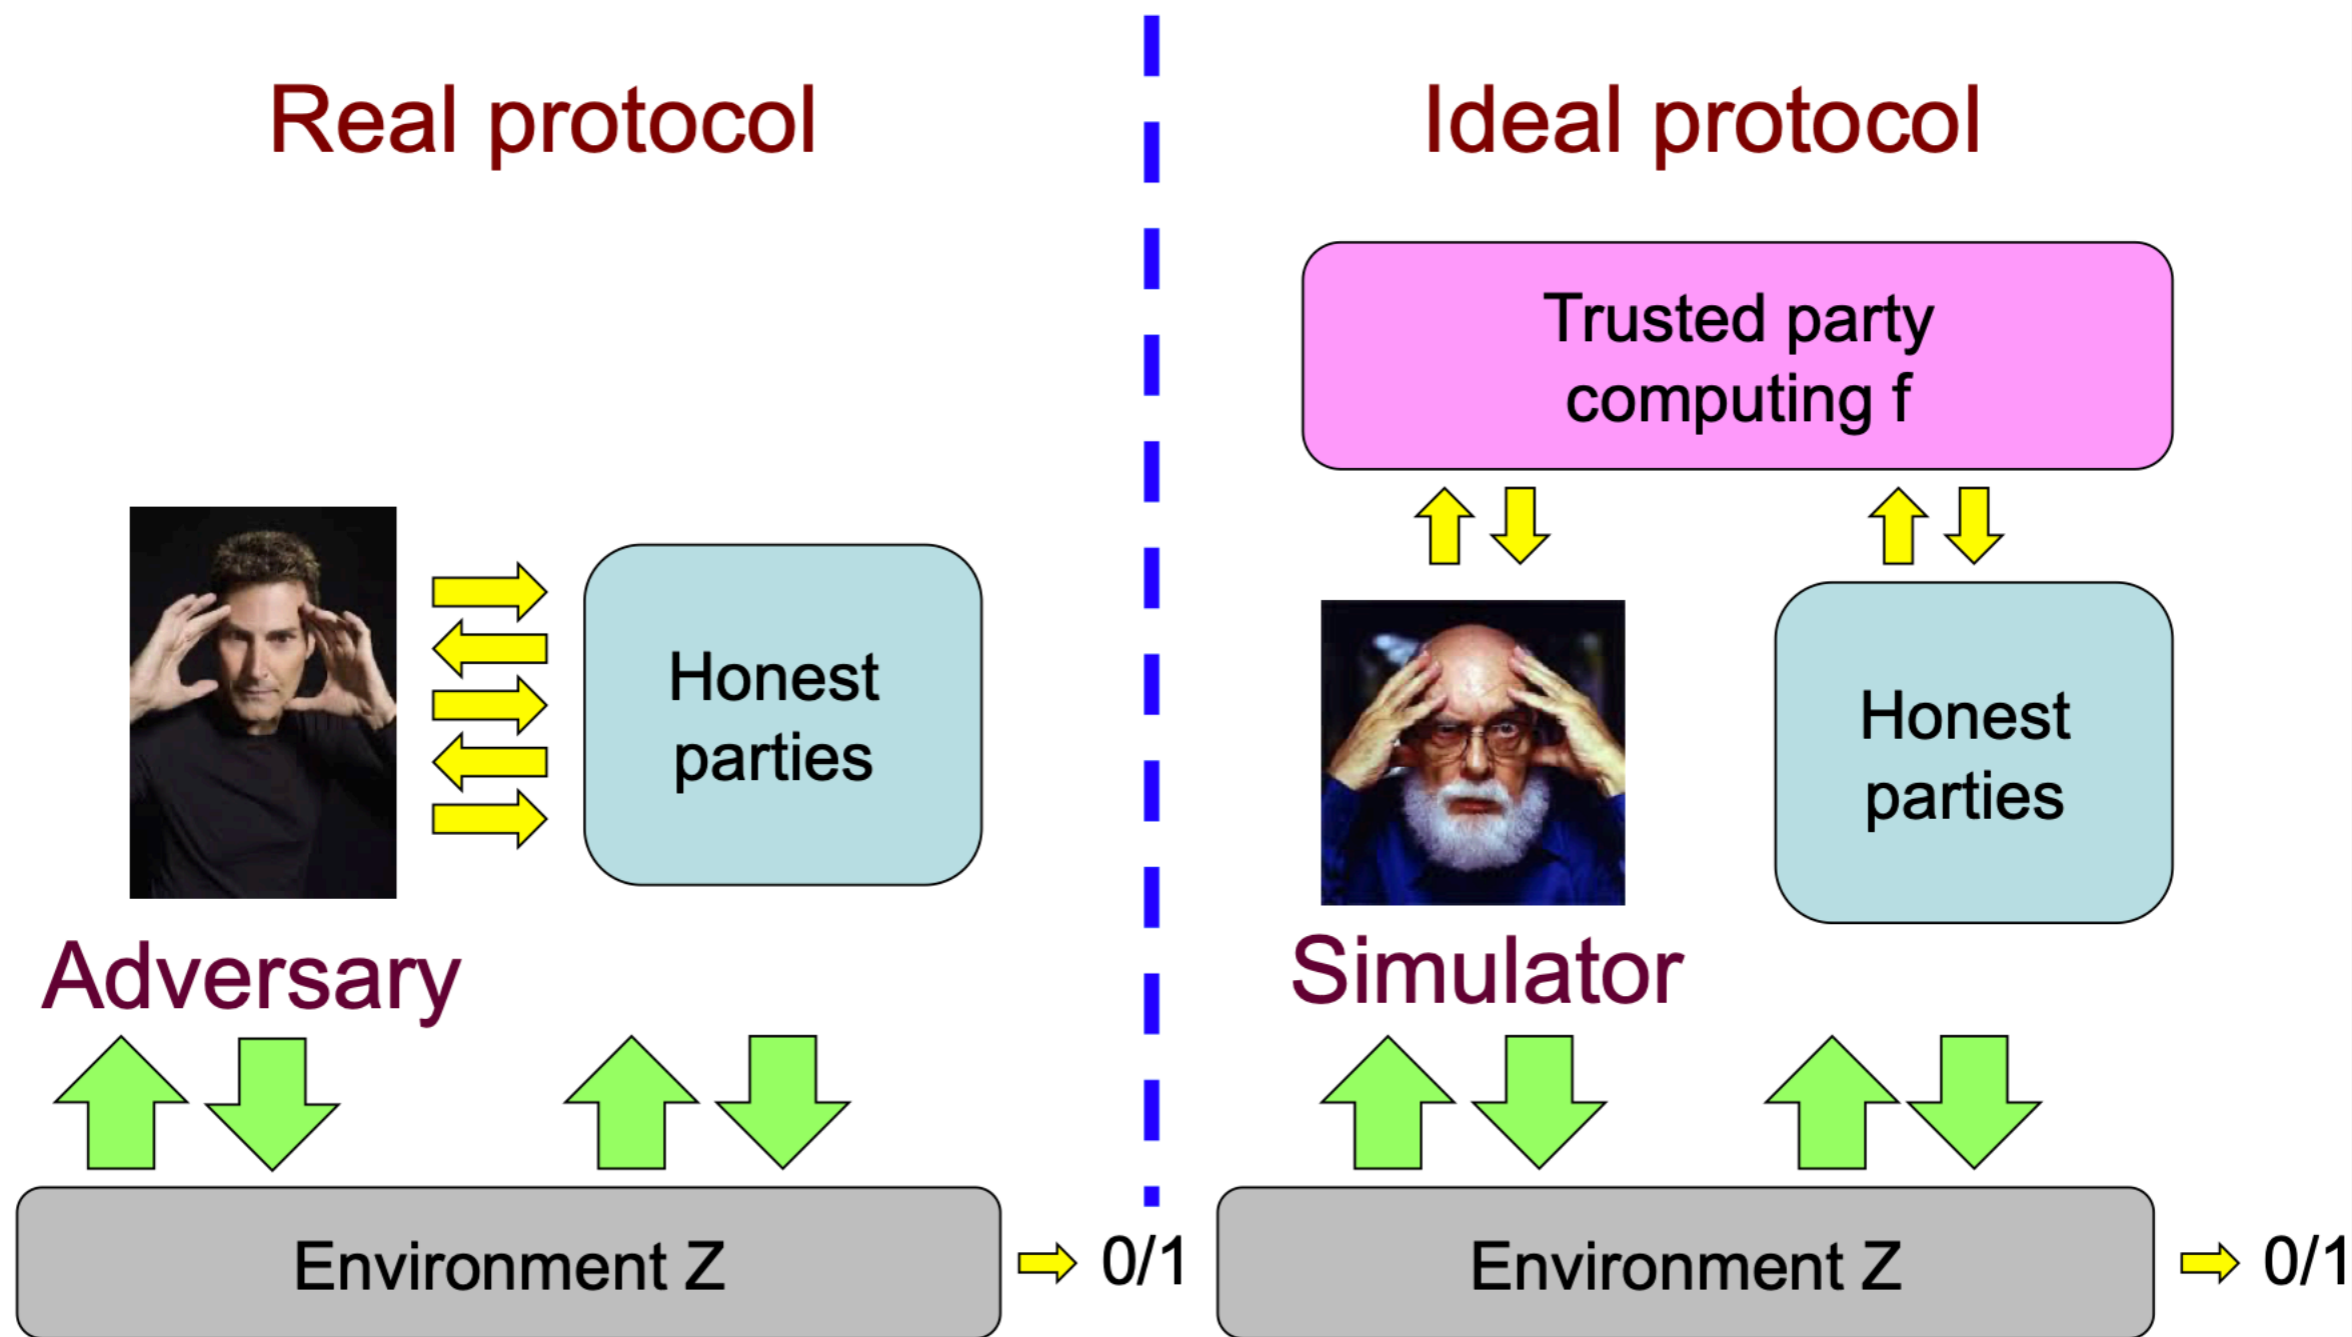 Real protocol
Ideal protocol
Trusted party
computing f
Honest
parties
Honest
parties
Adversary
Simulator
Environment Z
0/1
Environment Z
0/1